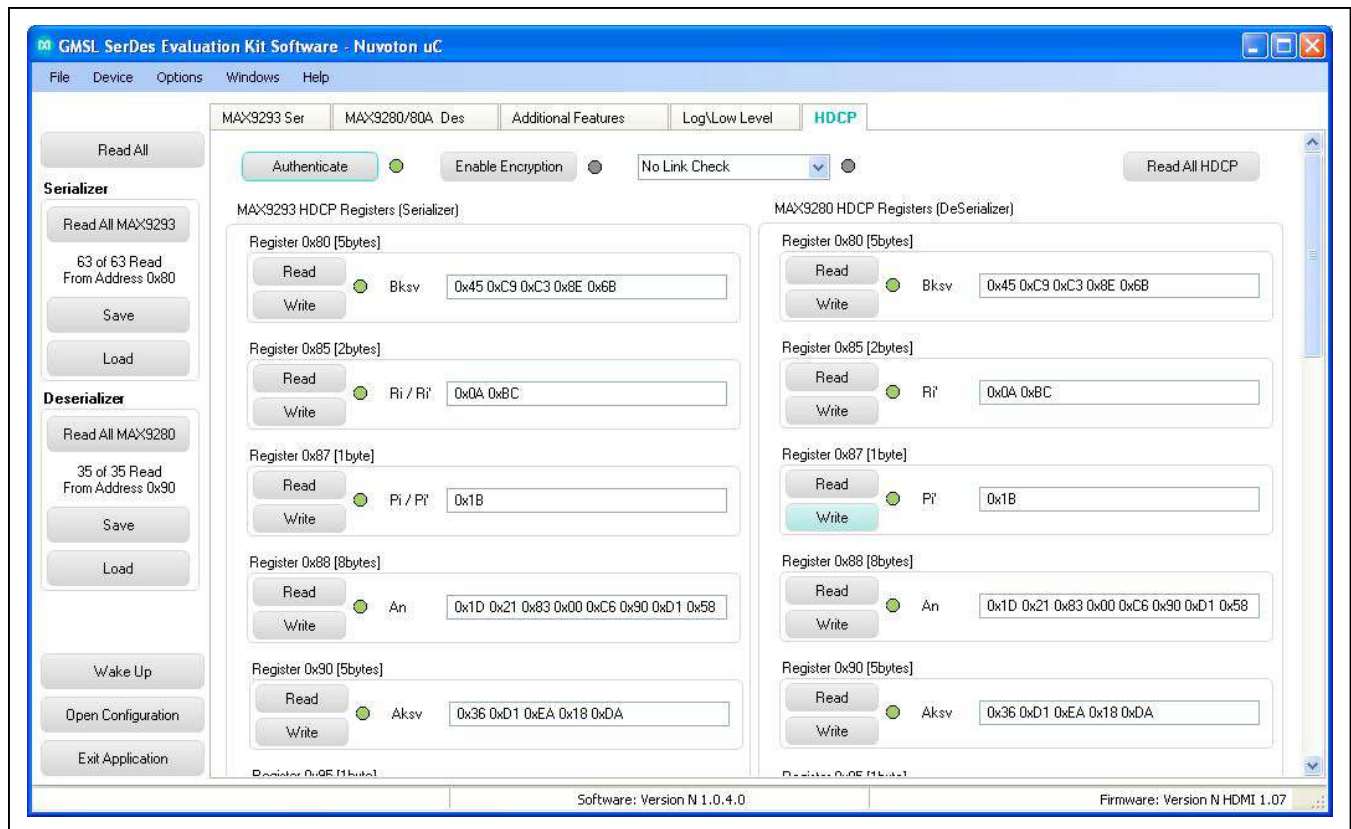 GMSL SerDes Evaluation Kit Software - Nuvoton uC
File Device Options Windows Help
MAX9293 Ser MAX9280/80A Des Additional Features Log\Low Level HDCP
Read All
Serializer
Read All MAX9293
63 of 63 Read
From Address 0x80
Save
Load
Deserializer
Read All MAX9280
35 of 35 Read
From Address 0x90
Save
Load
Wake Up
Open Configuration
Exit Application
Authenticate Enable Encryption No Link Check Read All HDCP
MAX9293 HDCP Registers (Serializer)
Register 0x80 [5bytes]
Read
Write
Bksv 0x45 0xC9 0xC3 0x8E 0x6B
Register 0x85 [2bytes]
Read
Write
Ri / Ri' 0x0A 0xBC
Register 0x87 [1byte]
Read
Write
Pi / Pi' 0x1B
Register 0x88 [8bytes]
Read
Write
An 0x1D 0x21 0x83 0x00 0xC6 0x90 0xD1 0x58
Register 0x90 [5bytes]
Read
Write
Aksv 0x36 0xD1 0xEA 0x18 0xDA
Register 0x95 [1byte]
MAX9280 HDCP Registers (DeSerializer)
Register 0x80 [5bytes]
Read
Write
Bksv 0x45 0xC9 0xC3 0x8E 0x6B
Register 0x85 [2bytes]
Read
Write
Ri' 0x0A 0xBC
Register 0x87 [1byte]
Read
Write
Pi' 0x1B
Register 0x88 [8bytes]
Read
Write
An 0x1D 0x21 0x83 0x00 0xC6 0x90 0xD1 0x58
Register 0x90 [5bytes]
Read
Write
Aksv 0x36 0xD1 0xEA 0x18 0xDA
Register 0x95 [1byte]
Software: Version N 1.0.4.0 Firmware: Version N HDMI 1.07